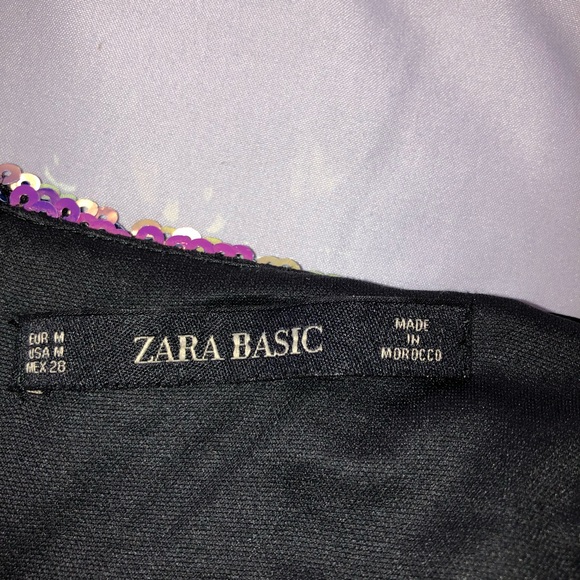 EUR M
USA M
MEX 28
ZARA BASIC
MADE
IN
MOROCCO